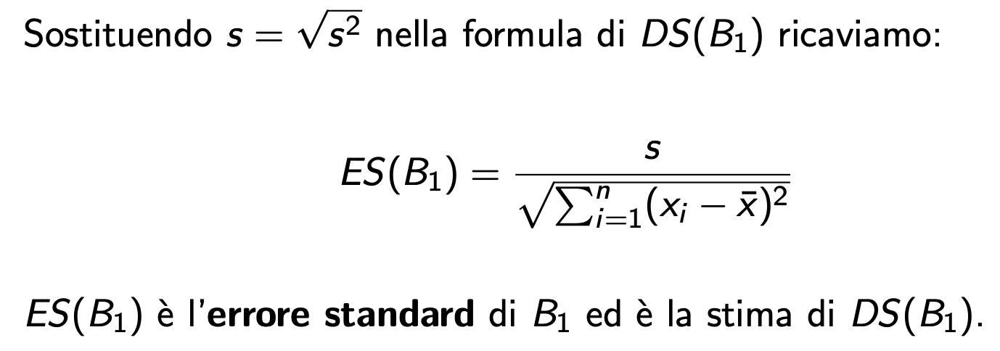 Sostituendo $s = \sqrt{s^2}$ nella formula di $DS(B_1)$ ricaviamo:
$ES(B_1) = \frac{s}{\sqrt{\sum_{i=1}^{n}(x_i - \bar{x})^2}}$
$ES(B_1)$ è l'errore standard di $B_1$ ed è la stima di $DS(B_1)$.